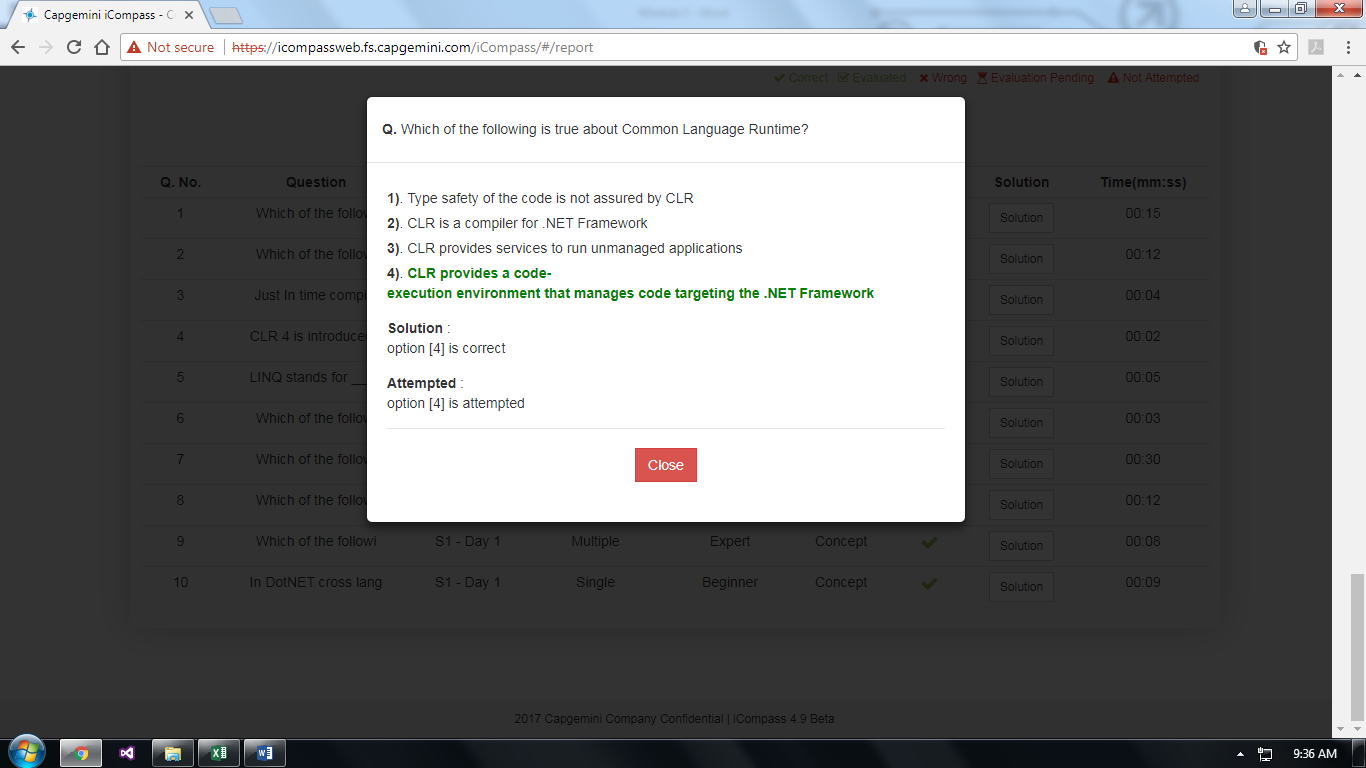 Capgemini iCompass - C
Not secure | https://icompassweb.fs.capgemini.com/iCompass/#/report
Correct Evaluated Wrong Evaluation Pending Not Attempted
Q. Which of the following is true about Common Language Runtime?
1). Type safety of the code is not assured by CLR
2). CLR is a compiler for .NET Framework
3). CLR provides services to run unmanaged applications
4). CLR provides a code-
execution environment that manages code targeting the .NET Framework
Solution :
option [4] is correct
Attempted :
option [4] is attempted
Close
Q. No. Question Solution Time(mm:ss)
1 Which of the follo Solution 00:15
2 Which of the follo Solution 00:12
3 Just In time compi Solution 00:04
4 CLR 4 is introduce Solution 00:02
5 LINQ stands for __ Solution 00:05
6 Which of the follo Solution 00:03
7 Which of the follo Solution 00:30
8 Which of the follo Solution 00:12
9 Which of the followi S1 - Day 1 Multiple Expert Concept Solution 00:08
10 In DotNET cross lang S1 - Day 1 Single Beginner Concept Solution 00:09
2017 Capgemini Company Confidential | iCompass 4.9 Beta
9:36 AM